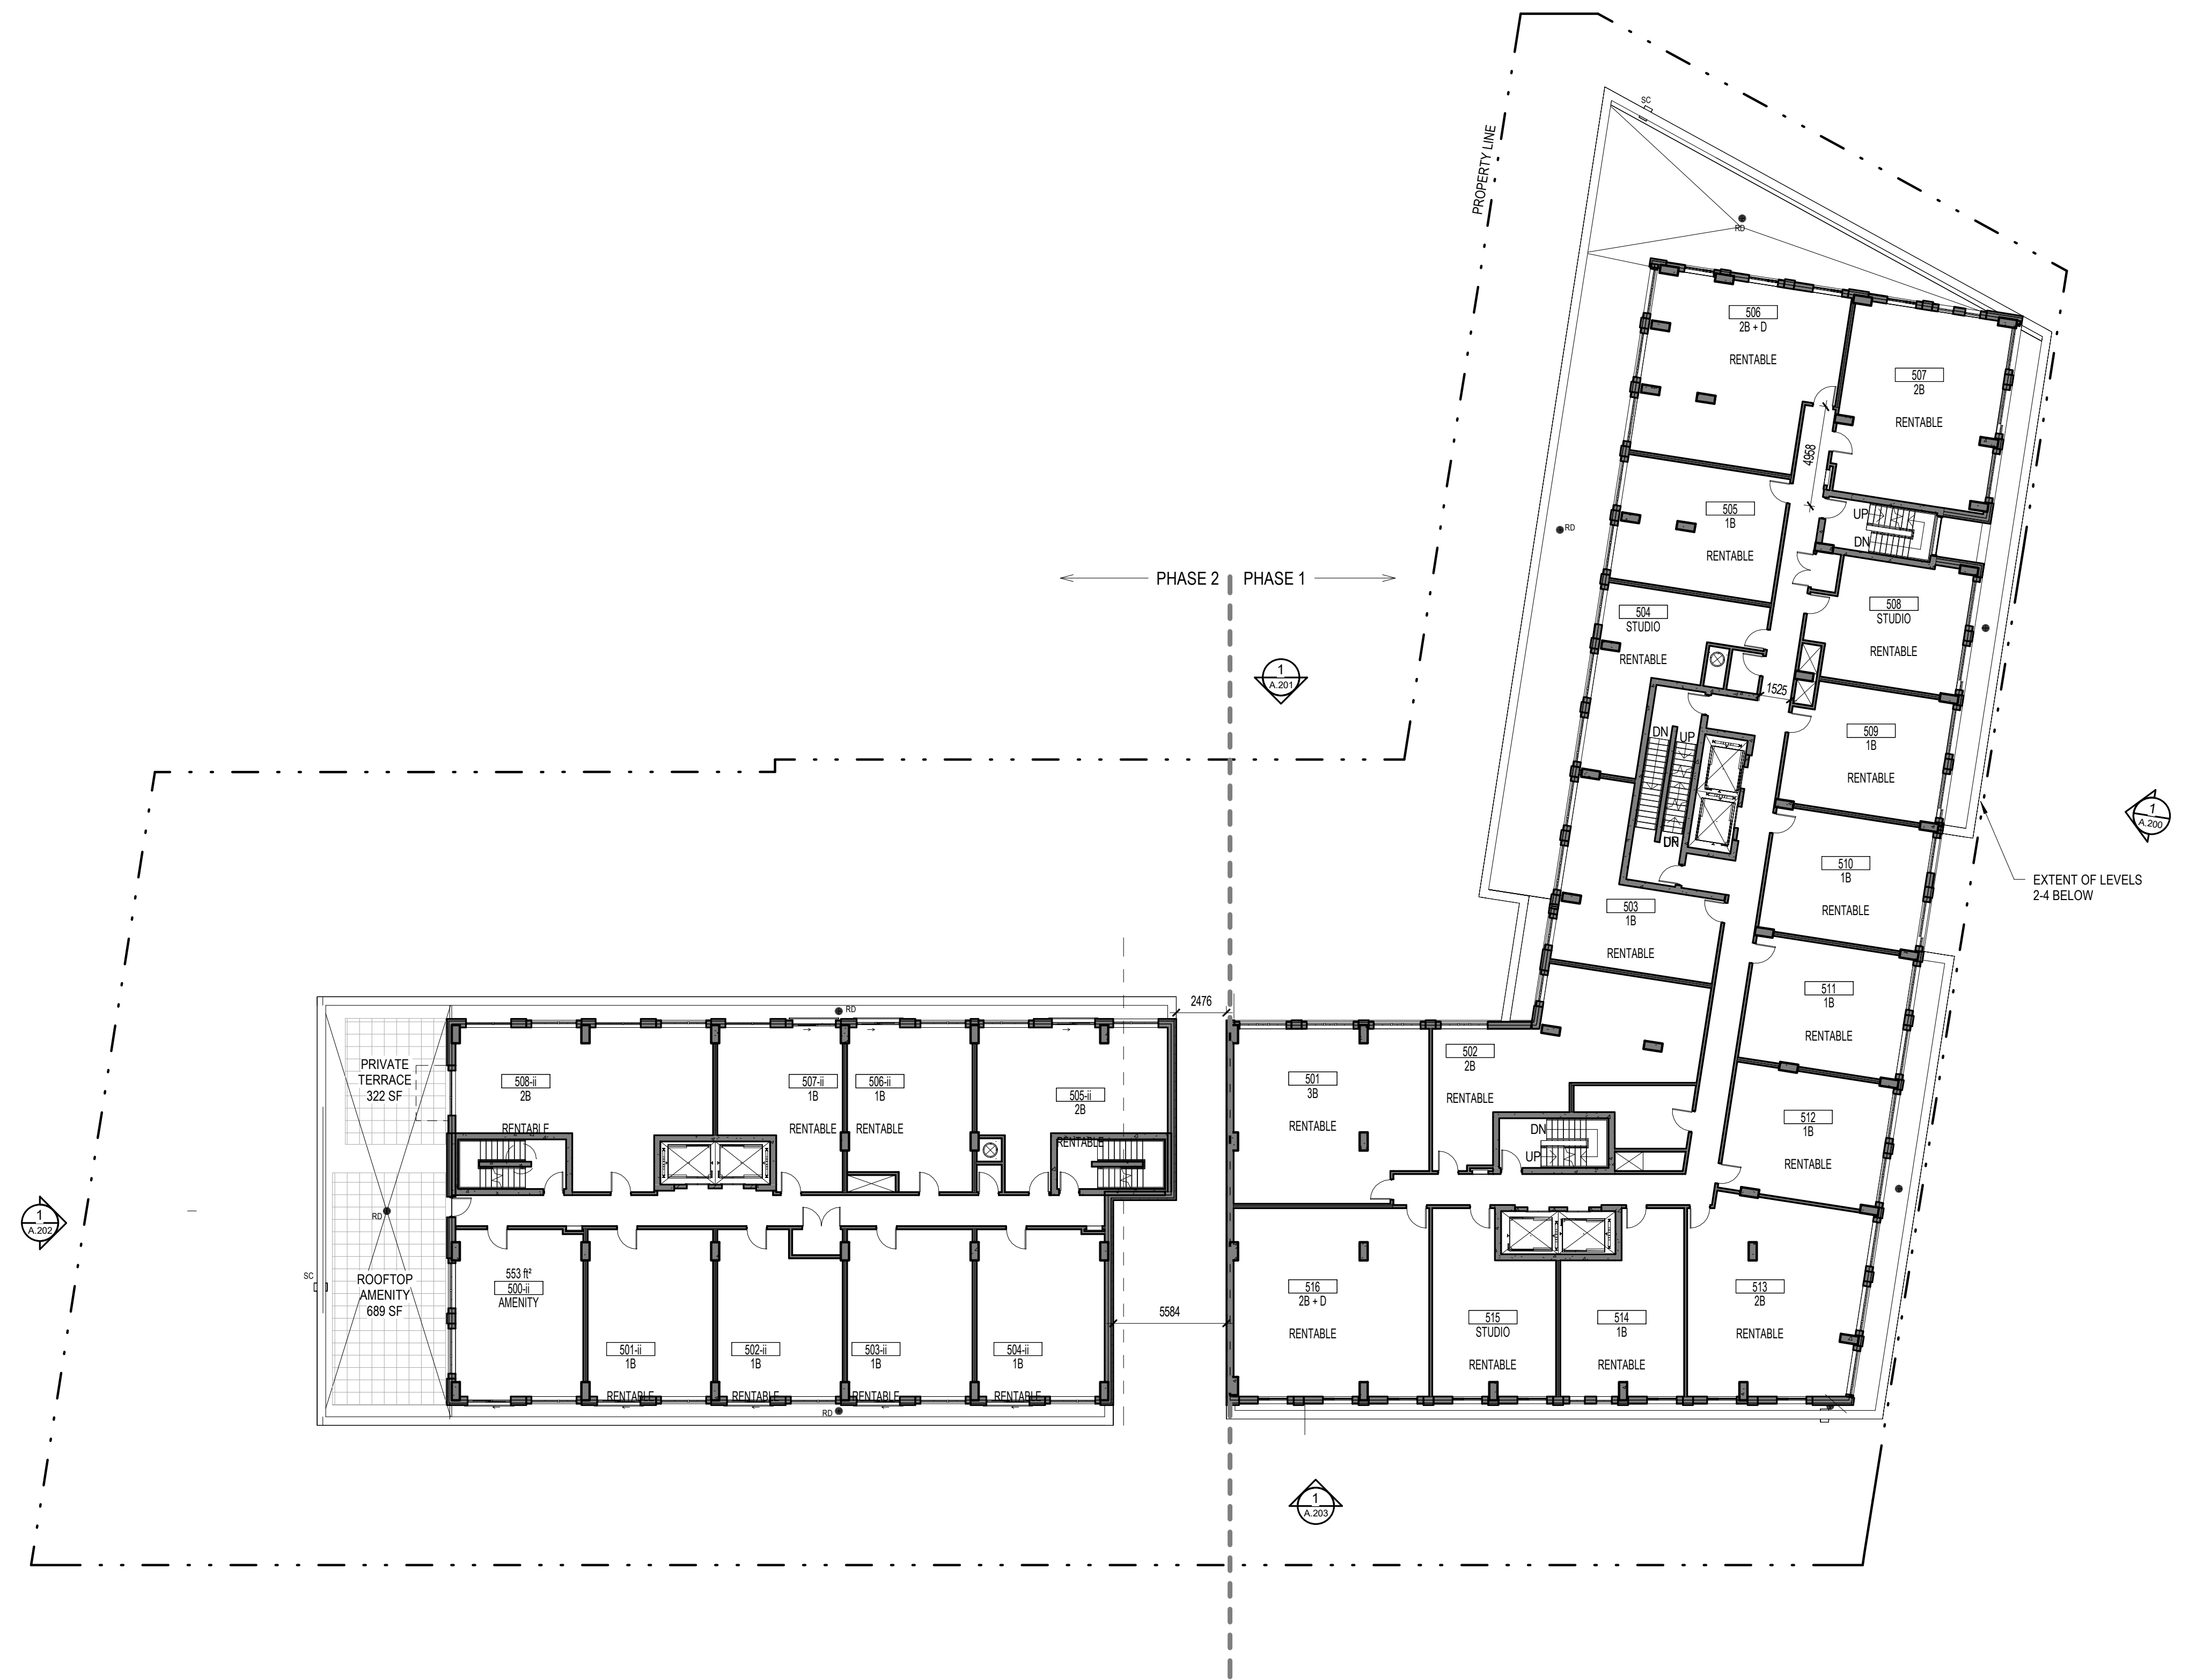 SC
PROPERTY LINE
RD
506
2B + D
RENTABLE
507
2B
RENTABLE
4958
505
1B
RENTABLE
UP
DN
RD
PHASE 2
PHASE 1
504
STUDIO
RENTABLE
508
STUDIO
RENTABLE
1
A.201
1525
DN
UP
DN
509
1B
RENTABLE
1
A.200
510
1B
RENTABLE
EXTENT OF LEVELS
2-4 BELOW
503
1B
RENTABLE
511
1B
RENTABLE
2476
RD
PRIVATE
TERRACE
322 SF
508-ii
2B
RENTABLE
507-ii
1B
RENTABLE
506-ii
1B
RENTABLE
505-ii
2B
RENTABLE
501
3B
RENTABLE
502
2B
RENTABLE
DN
UP
512
1B
RENTABLE
1
A.202
RD
SC
ROOFTOP
AMENITY
689 SF
553 ft²
500-ii
AMENITY
501-ii
1B
RENTABLE
502-ii
1B
RENTABLE
503-ii
1B
RENTABLE
504-ii
1B
RENTABLE
RD
5584
516
2B + D
RENTABLE
515
STUDIO
RENTABLE
514
1B
RENTABLE
513
2B
RENTABLE
1
A.203